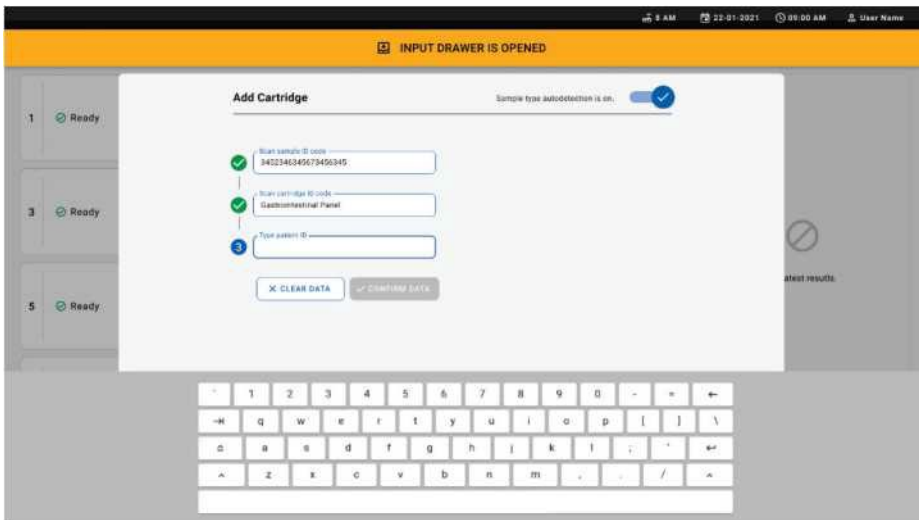 8 AM 22-01-2021 09:00 AM User Name
INPUT DRAWER IS OPENED
Add Cartridge Sample type autodetection is on.
1 Ready
Scan sample ID code
3452346345673456345
Scan cartridge ID code
Gastrointestinal Panel
3 Ready
3 Type patient ID
atest results.
X CLEAR DATA CONFIRM DATA
5 Ready
` 1 2 3 4 5 6 7 8 9 0 - =
q w e r t y u i o p [ ] \
a s d f g h j k l ; '
z x c v b n m , . /